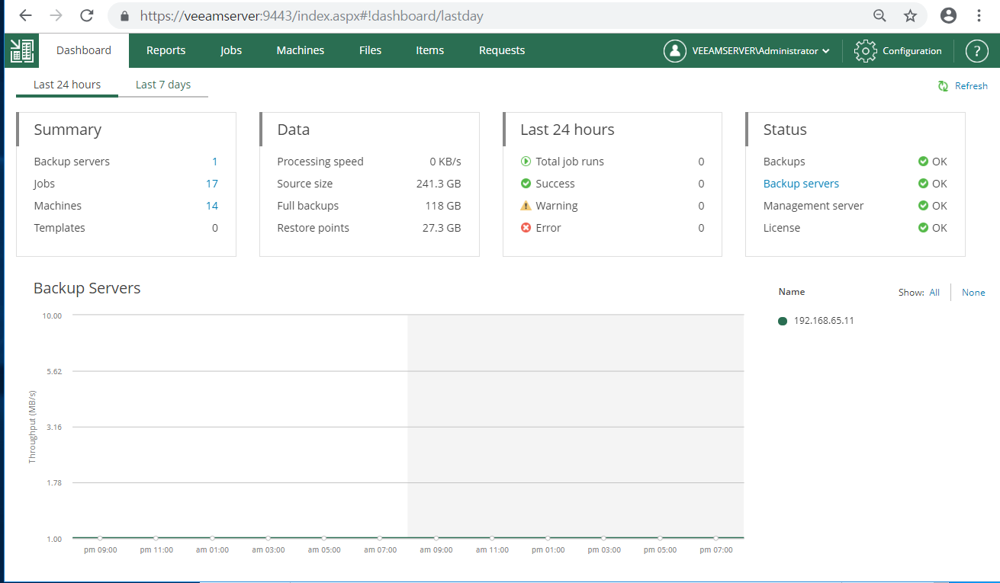 https://veeamserver:9443/index.aspx#!dashboard/lastday
Dashboard Reports Jobs Machines Files Items Requests VEEAMSERVER\Administrator Configuration ?
Last 24 hours Last 7 days Refresh
Summary
Backup servers 1
Jobs 17
Machines 14
Templates 0
Data
Processing speed 0 KB/s
Source size 241.3 GB
Full backups 118 GB
Restore points 27.3 GB
Last 24 hours
Total job runs 0
Success 0
Warning 0
Error 0
Status
Backups OK
Backup servers OK
Management server OK
License OK
Backup Servers
Name Show: All None
192.168.65.11
Throughput (MB/s)
10.00
5.62
3.16
1.78
1.00
pm 09:00 pm 11:00 am 01:00 am 03:00 am 05:00 am 07:00 am 09:00 am 11:00 pm 01:00 pm 03:00 pm 05:00 pm 07:00